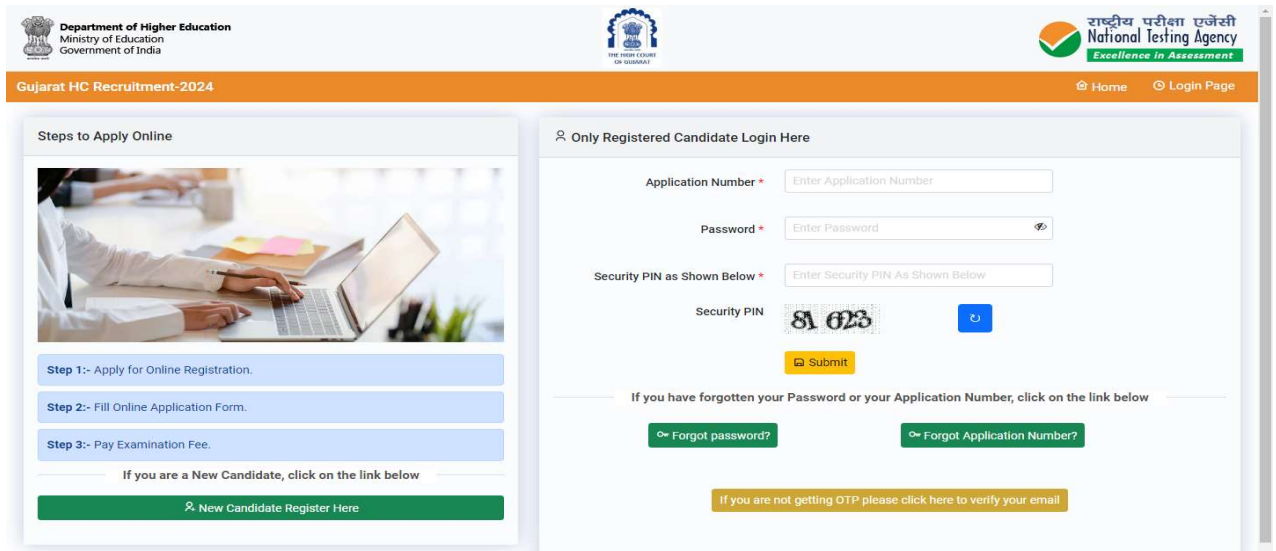 Department of Higher Education
Ministry of Education
Government of India
THE HIGH COURT
OF GUJARAT
राष्ट्रीय परीक्षा एजेंसी
National Testing Agency
Excellence in Assessment
Gujarat HC Recruitment-2024
Home
Login Page
Steps to Apply Online
Step 1:- Apply for Online Registration.
Step 2:- Fill Online Application Form.
Step 3:- Pay Examination Fee.
If you are a New Candidate, click on the link below
New Candidate Register Here
Only Registered Candidate Login Here
Application Number * Enter Application Number
Password * Enter Password
Security PIN as Shown Below * Enter Security PIN As Shown Below
Security PIN 81 623
Submit
If you have forgotten your Password or your Application Number, click on the link below
Forgot password?
Forgot Application Number?
If you are not getting OTP please click here to verify your email